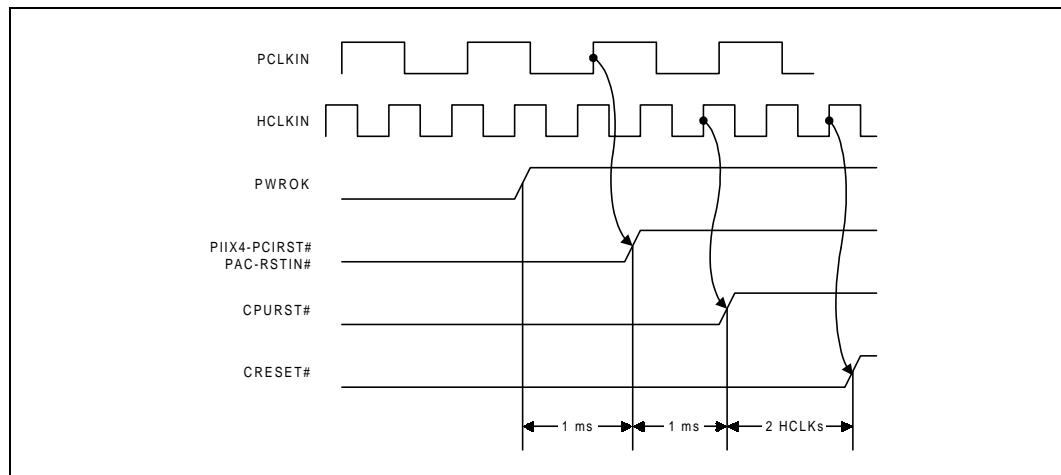 PCLKIN
HCLKIN
PWROK
PIIX4-PCIRST#
PAC-RSTIN#
CPURST#
CRESET#
1 ms 1 ms 2 HCLKs